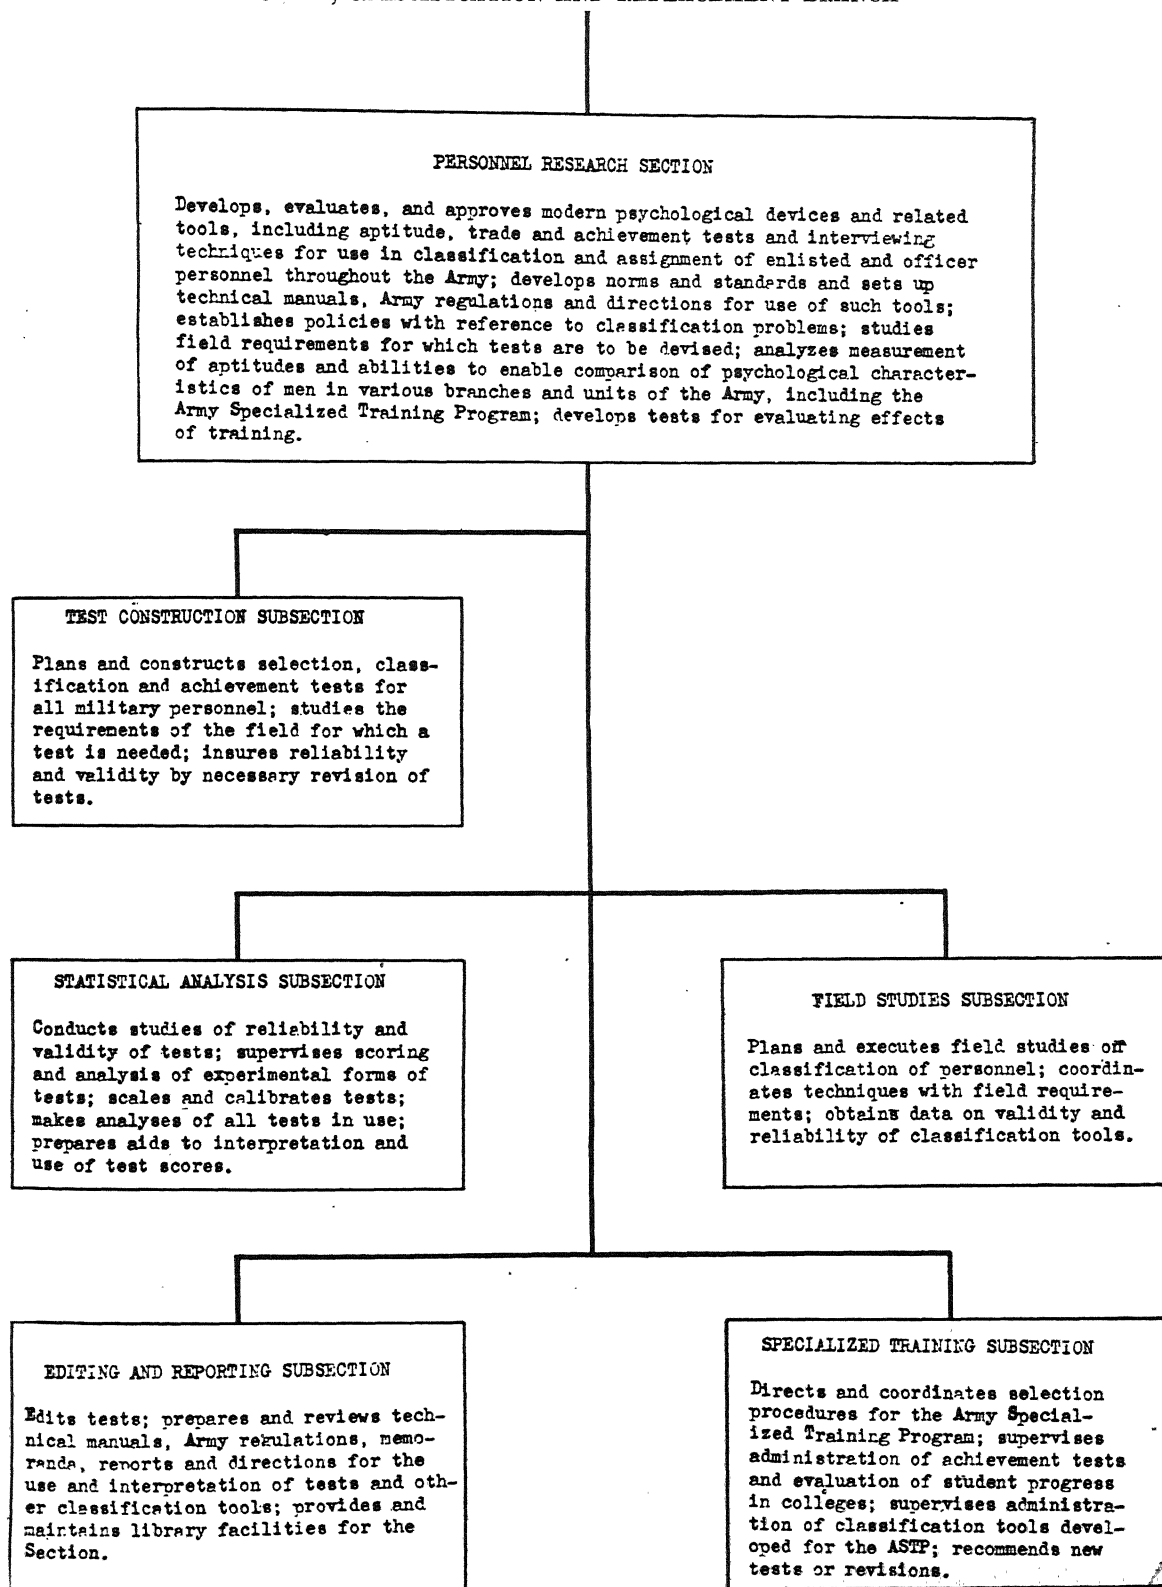 AND REPLACEMENT BRANCH
PERSONNEL RESEARCH SECTION
Develops, evaluates, and approves modern psychological devices and related
tools, including aptitude, trade and achievement tests and interviewing
techniques for use in classification and assignment of enlisted and officer
personnel throughout the Army; develops norms and standards and sets up
technical manuals, Army regulations and directions for use of such tools;
establishes policies with reference to classification problems; studies
field requirements for which tests are to be devised; analyzes measurement
of aptitudes and abilities to enable comparison of psychological character-
istics of men in various branches and units of the Army, including the
Army Specialized Training Program; develops tests for evaluating effects
of training.
TEST CONSTRUCTION SUBSECTION
Plans and constructs selection, class-
ification and achievement tests for
all military personnel; studies the
requirements of the field for which a
test is needed; insures reliability
and validity by necessary revision of
tests.
STATISTICAL ANALYSIS SUBSECTION
Conducts studies of reliability and
validity of tests; supervises scoring
and analysis of experimental forms of
tests; scales and calibrates tests;
makes analyses of all tests in use;
prepares aids to interpretation and
use of test scores.
FIELD STUDIES SUBSECTION
Plans and executes field studies on
classification of personnel; coordin-
ates techniques with field require-
ments; obtains data on validity and
reliability of classification tools.
EDITING AND REPORTING SUBSECTION
Edits tests; prepares and reviews tech-
nical manuals, Army regulations, memo-
randa, reports and directions for the
use and interpretation of tests and oth-
er classification tools; provides and
maintains library facilities for the
Section.
SPECIALIZED TRAINING SUBSECTION
Directs and coordinates selection
procedures for the Army Special-
ized Training Program; supervises
administration of achievement tests
and evaluation of student progress
in colleges; supervises administra-
tion of classification tools devel-
oped for the ASTP; recommends new
tests or revisions.